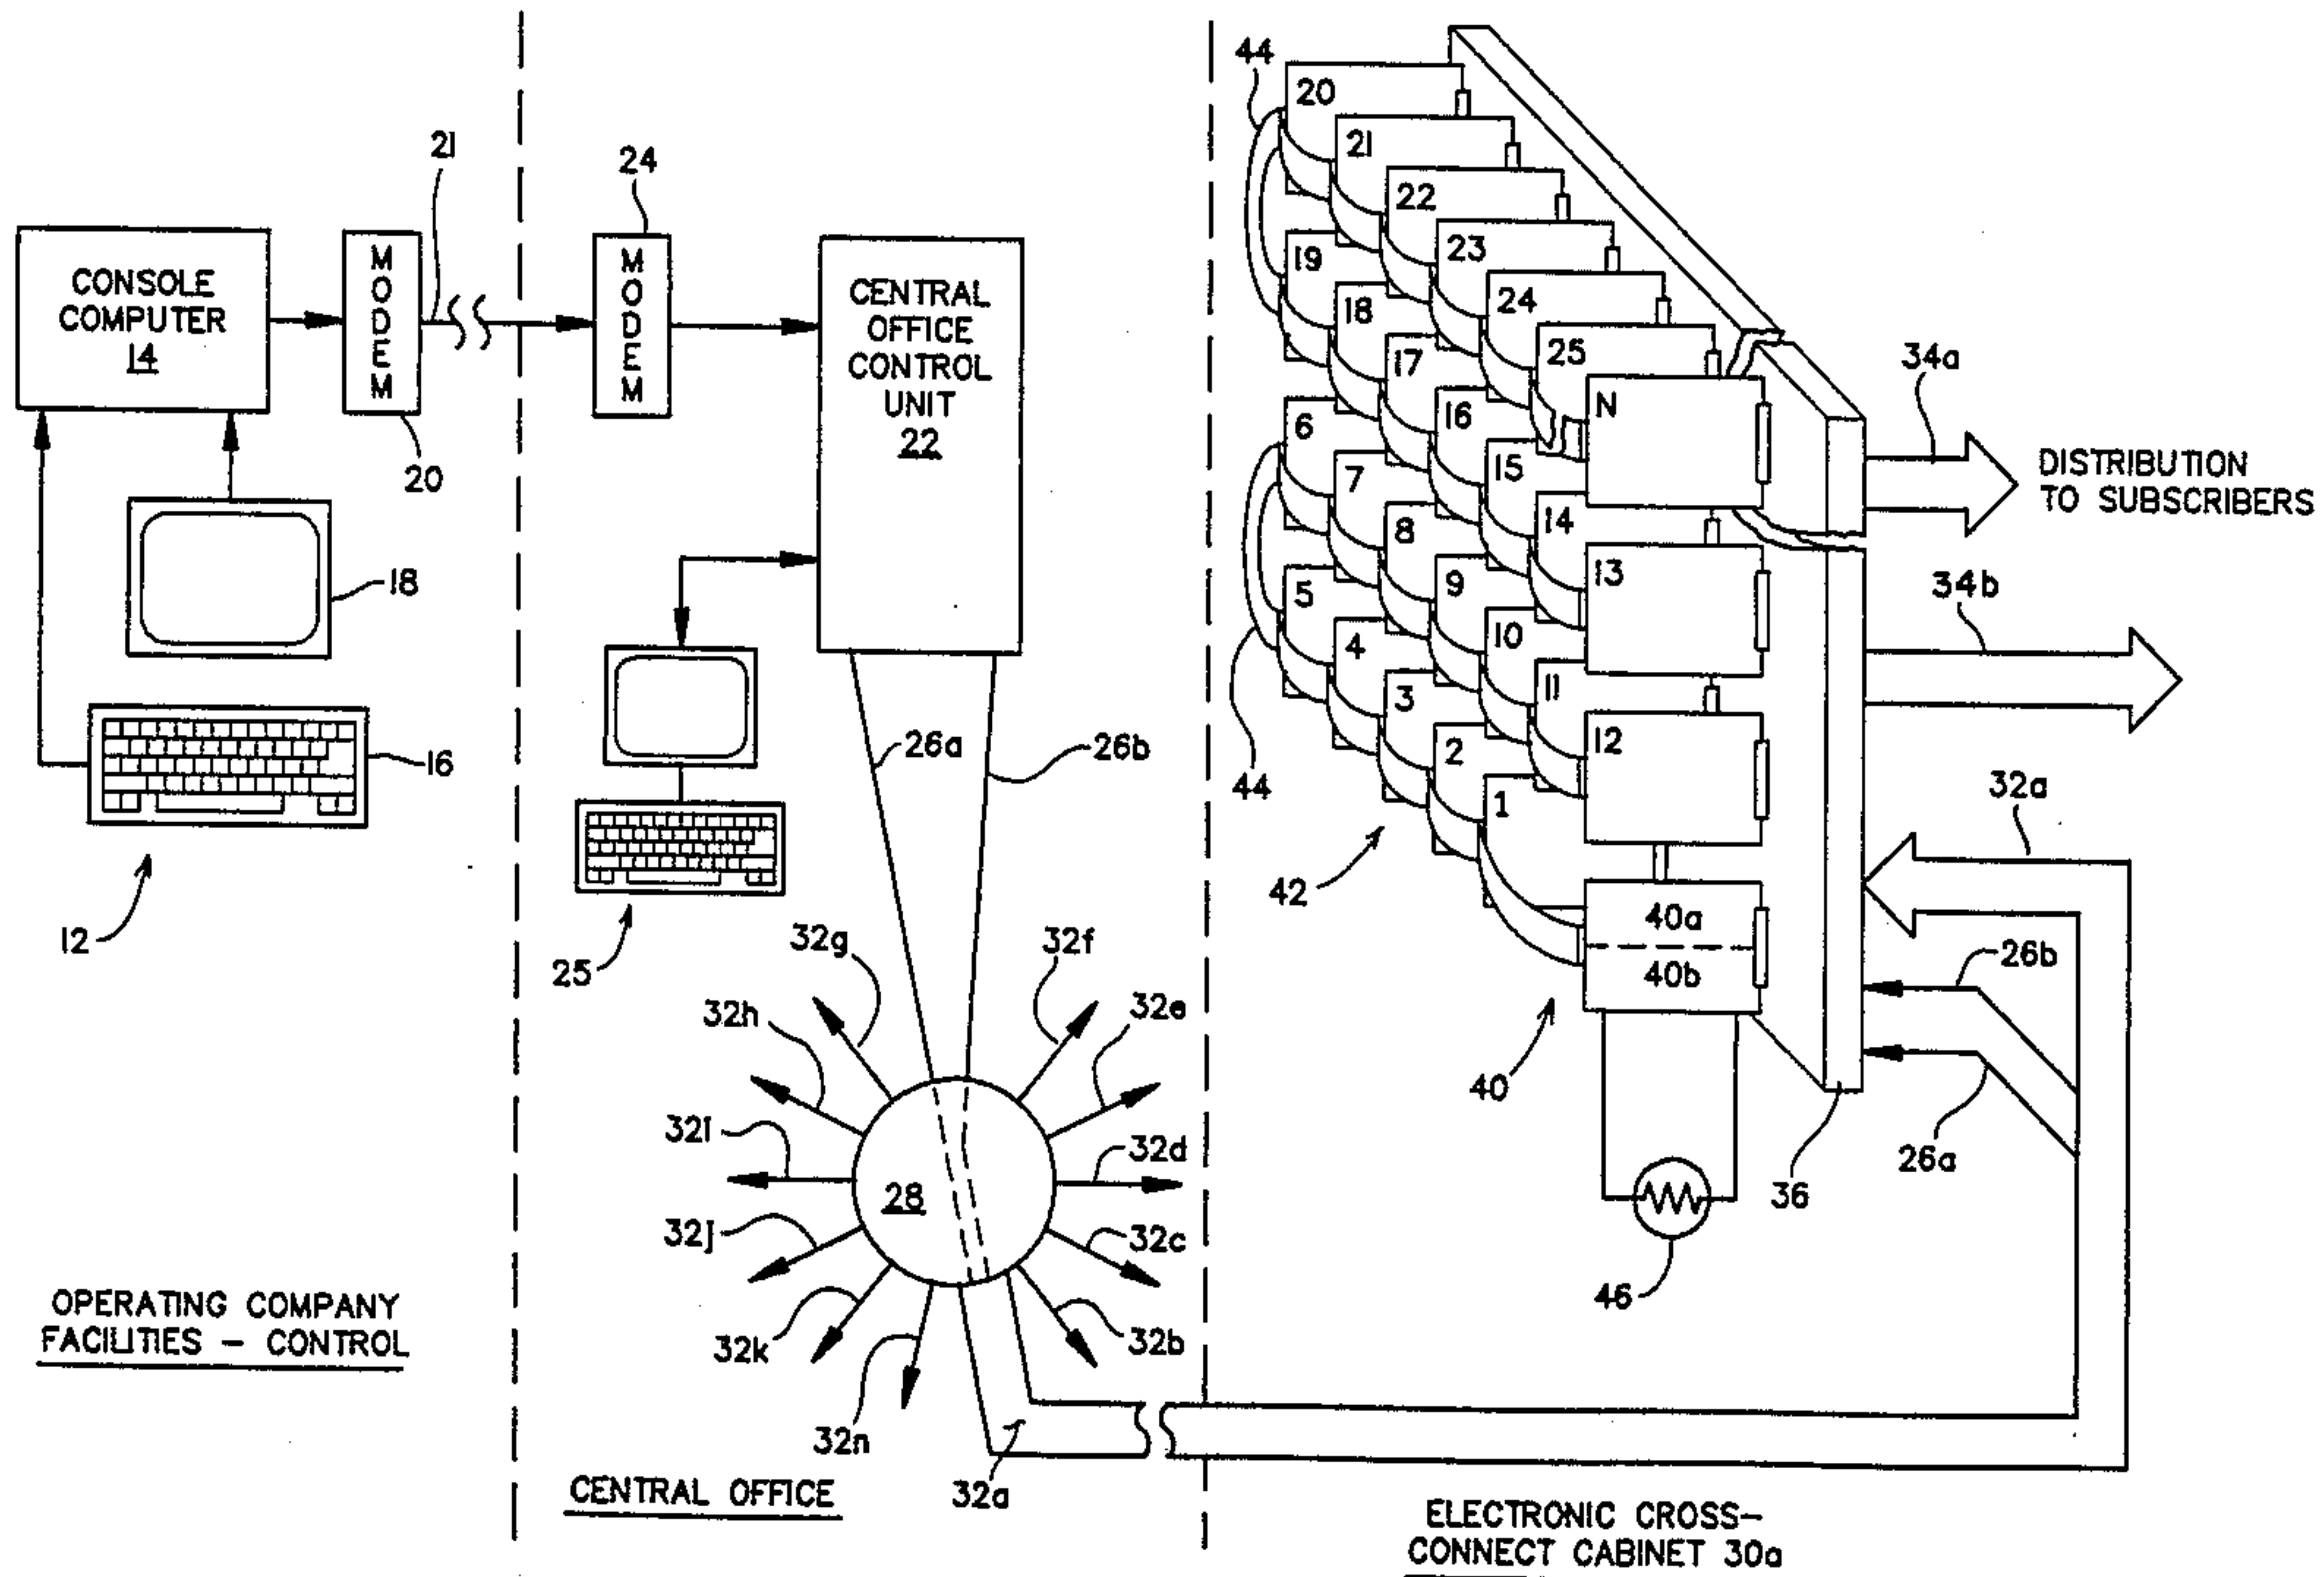 CONSOLE
COMPUTER
14
MODEM
20
21
18
16
12
OPERATING COMPANY
FACILITIES - CONTROL
24
MODEM
CENTRAL
OFFICE
CONTROL
UNIT
22
25
26a
26b
28
32g
32f
32h
32e
32i
32d
32j
32c
32k
32b
32n
32a
CENTRAL OFFICE
44
20
21
22
23
24
25
N
19
18
17
16
15
14
13
6
7
8
9
10
11
12
5
4
3
2
1
44
42
40a
40b
40
46
36
34a
DISTRIBUTION
TO SUBSCRIBERS
34b
32a
26b
26a
ELECTRONIC CROSS-
CONNECT CABINET 30a